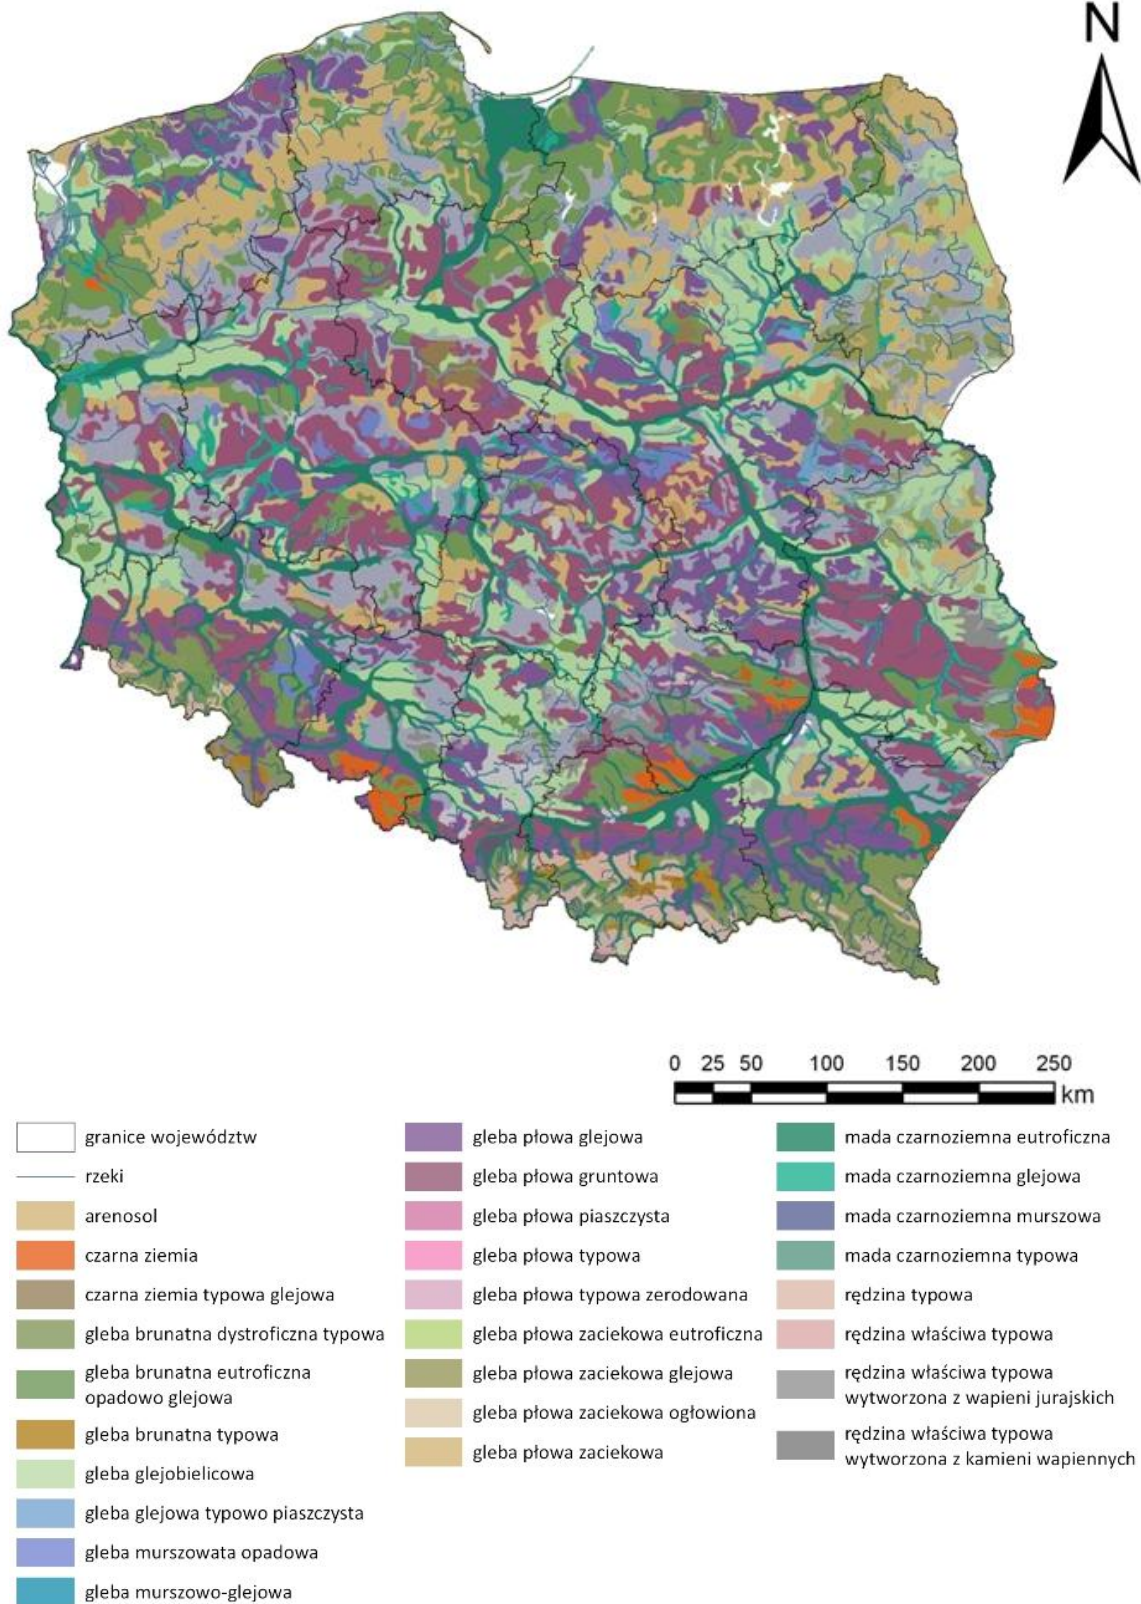 N
0 25 50 100 150 200 250
km
granice województw
rzeki
arenosol
czarna ziemia
czarna ziemia typowa glejowa
gleba brunatna dystroficzna typowa
gleba brunatna eutroficzna
opadowo glejowa
gleba brunatna typowa
gleba glejobielicowa
gleba glejowa typowo piaszczysta
gleba murszowata opadowa
gleba murszowo-glejowa
gleba płowa glejowa
gleba płowa gruntowa
gleba płowa piaszczysta
gleba płowa typowa
gleba płowa typowa zerodowana
gleba płowa zaciekowa eutroficzna
gleba płowa zaciekowa glejowa
gleba płowa zaciekowa ogłowiona
gleba płowa zaciekowa
mada czarnoziemna eutroficzna
mada czarnoziemna glejowa
mada czarnoziemna murszowa
mada czarnoziemna typowa
rędzina typowa
rędzina właściwa typowa
rędzina właściwa typowa
wytworzona z wapieni jurajskich
rędzina właściwa typowa
wytworzona z kamieni wapiennych